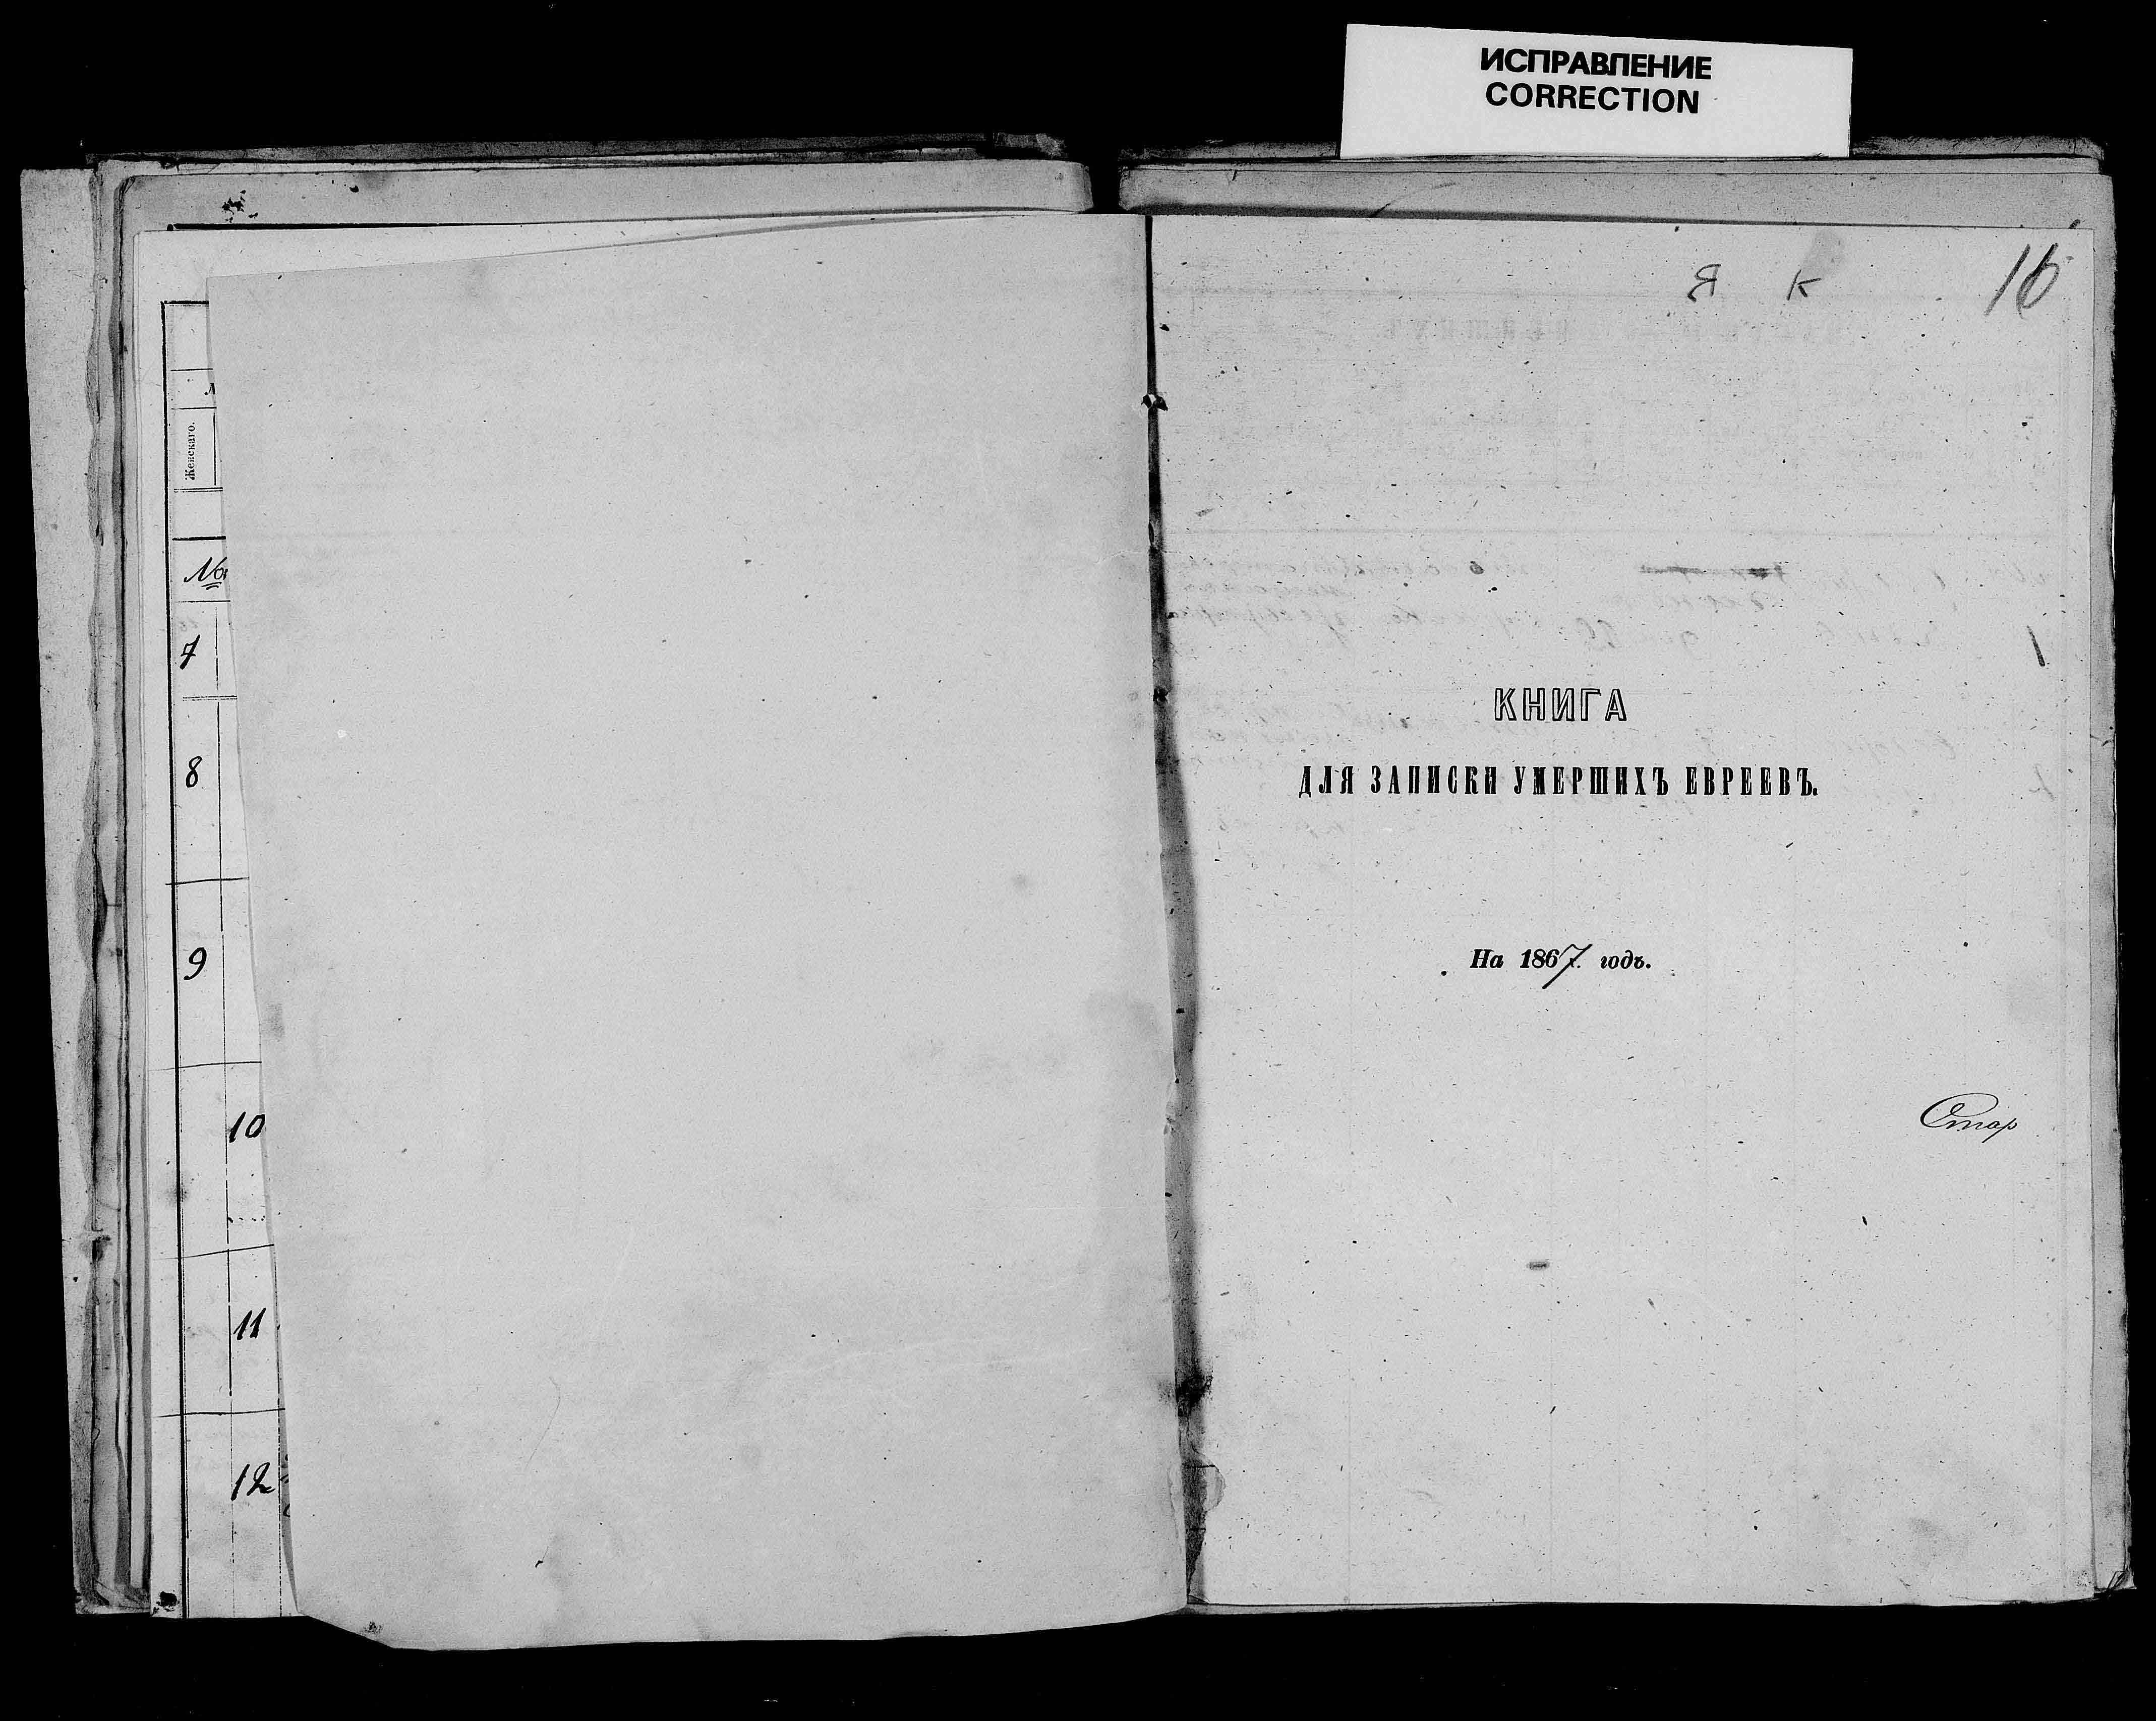 ИСПРАВЛЕНИЕ
CORRECTION
Женскаго.
№
7
8
9
10
11
12
Я К
16
КНИГА
ДЛЯ ЗАПИСКИ УМЕРШИХЪ ЕВРЕЕВЪ.
На 1867 годъ.
Стар